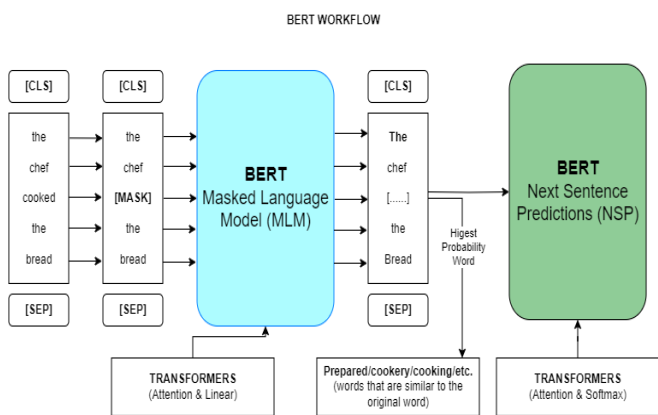 BERT WORKFLOW
[CLS]
the
chef
cooked
the
bread
[SEP]
[CLS]
the
chef
[MASK]
the
bread
[SEP]
BERT
Masked Language
Model (MLM)
TRANSFORMERS
(Attention & Linear)
[CLS]
The
chef
[......]
the
Bread
[SEP]
Higest
Probability
Word
Prepared/cookery/cooking/etc.
(words that are similar to the
original word)
BERT
Next Sentence
Predictions (NSP)
TRANSFORMERS
(Attention & Softmax)